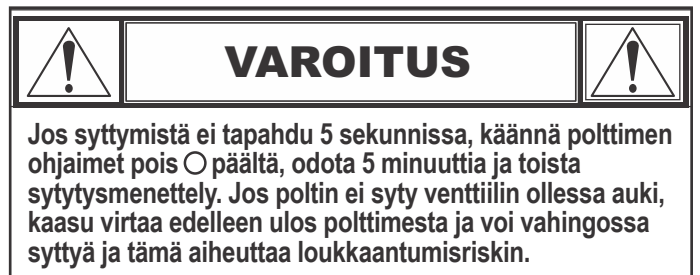 VAROITUS
Jos syttymistä ei tapahdu 5 sekunnissa, käännä polttimen
ohjaimet pois O päältä, odota 5 minuuttia ja toista
sytytysmenettely. Jos poltin ei syty venttiilin ollessa auki,
kaasu virtaa edelleen ulos polttimesta ja voi vahingossa
syttyä ja tämä aiheuttaa loukkaantumisriskin.